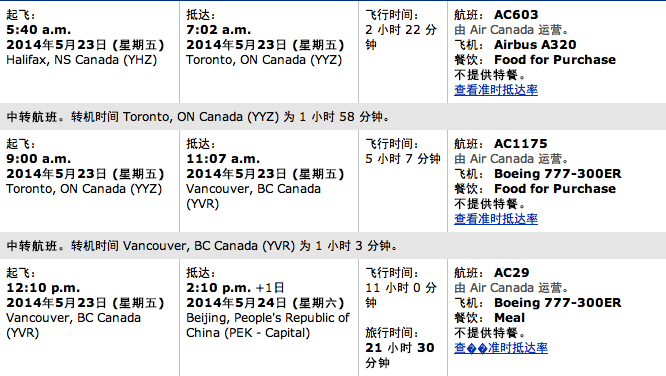 起飞:
5:40 a.m.
2014年5月23日 (星期五)
Halifax, NS Canada (YHZ)
抵达:
7:02 a.m.
2014年5月23日 (星期五)
Toronto, ON Canada (YYZ)
飞行时间:
2 小时 22 分
钟
航班: AC603
由 Air Canada 运营。
飞机: Airbus A320
餐饮: Food for Purchase
不提供特餐。
查看准时抵达率
中转航班。转机时间 Toronto, ON Canada (YYZ) 为 1 小时 58 分钟。
起飞:
9:00 a.m.
2014年5月23日 (星期五)
Toronto, ON Canada (YYZ)
抵达:
11:07 a.m.
2014年5月23日 (星期五)
Vancouver, BC Canada
(YVR)
飞行时间:
5 小时 7 分钟
航班: AC1175
由 Air Canada 运营。
飞机: Boeing 777-300ER
餐饮: Food for Purchase
不提供特餐。
查看准时抵达率
中转航班。转机时间 Vancouver, BC Canada (YVR) 为 1 小时 3 分钟。
起飞:
12:10 p.m.
2014年5月23日 (星期五)
Vancouver, BC Canada
(YVR)
抵达:
2:10 p.m. +1日
2014年5月24日 (星期六)
Beijing, People's Republic of
China (PEK - Capital)
飞行时间:
11 小时 0 分
钟
旅行时间:
21 小时 30
分钟
航班: AC29
由 Air Canada 运营。
飞机: Boeing 777-300ER
餐饮: Meal
不提供特餐。
查��准时抵达率